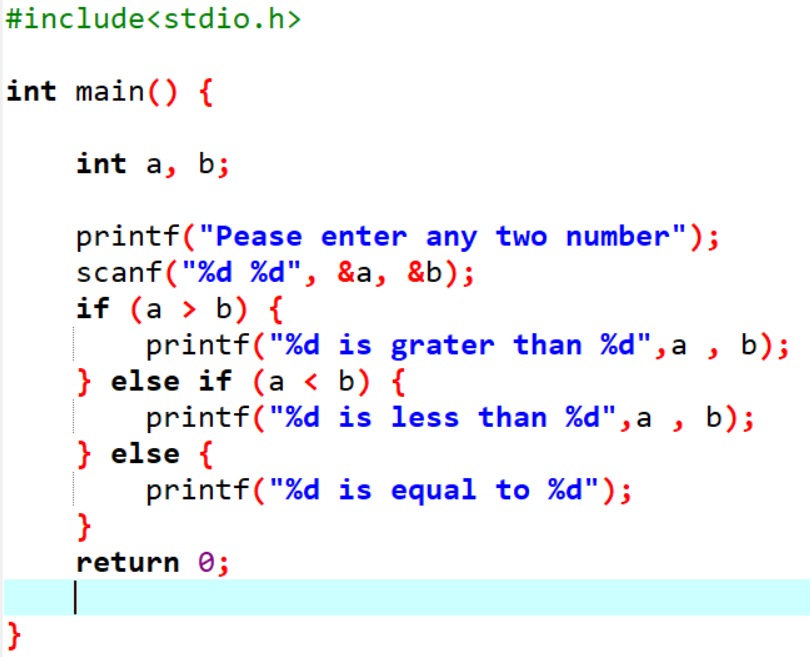 #include<stdio.h>
int main() {
int a, b;
printf("Pease enter any two number");
scanf("%d %d", &a, &b);
if (a > b) {
printf("%d is grater than %d",a , b);
} else if (a < b) {
printf("%d is less than %d",a , b);
} else {
printf("%d is equal to %d");
}
return 0;
}